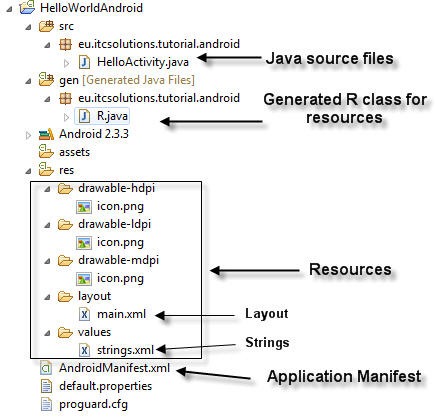 HelloWorldAndroid
src
eu.itcsolutions.tutorial.android
HelloActivity.java
Java source files
gen [Generated Java Files]
eu.itcsolutions.tutorial.android
R.java
Generated R class for
resources
Android 2.3.3
assets
res
drawable-hdpi
icon.png
drawable-ldpi
icon.png
drawable-mdpi
icon.png
Resources
layout
main.xml
Layout
values
strings.xml
Strings
AndroidManifest.xml
Application Manifest
default.properties
proguard.cfg